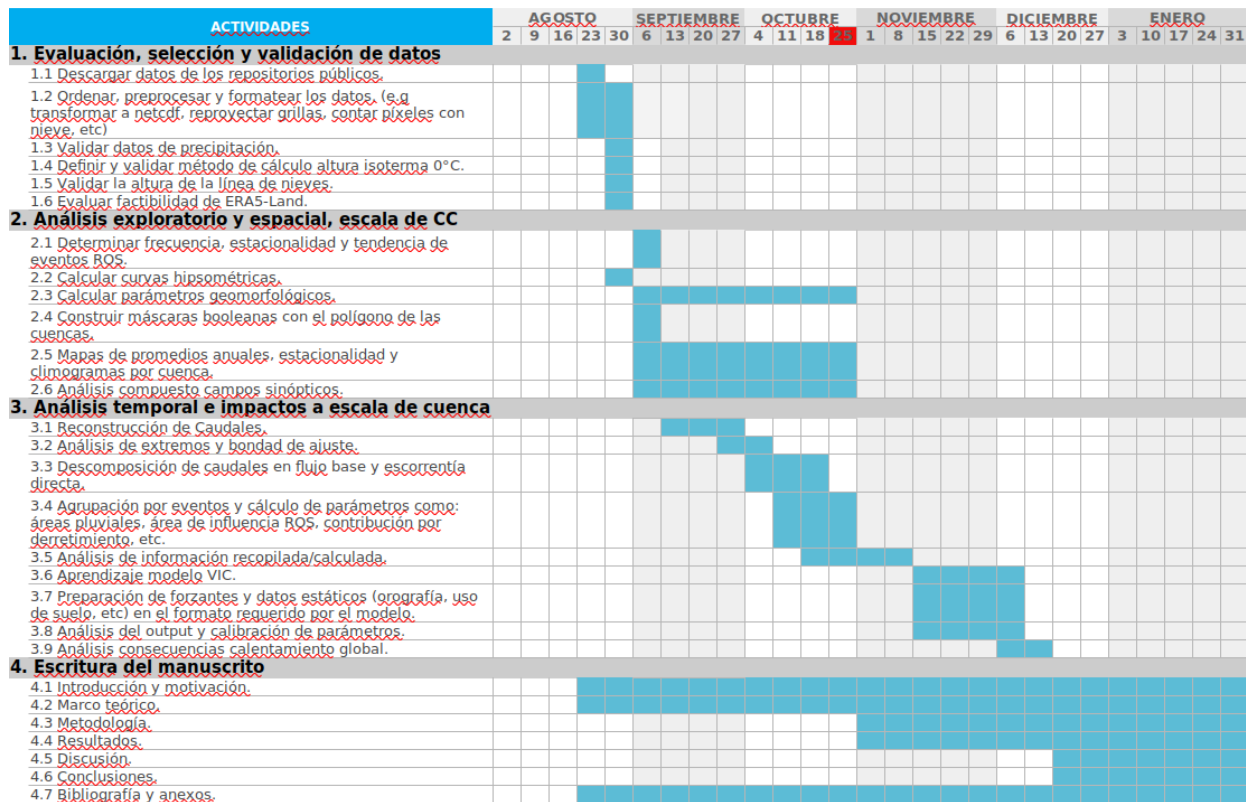 ACTIVIDADES
AGOSTO SEPTIEMBRE OCTUBRE NOVIEMBRE DICIEMBRE ENERO
2 9 16 23 30 6 13 20 27 4 11 18 25 1 8 15 22 29 6 13 20 27 3 10 17 24 31
1. Evaluación, selección y validación de datos
1.1 Descargar datos de los repositorios públicos.
1.2 Ordenar, preprocesar y formatear los datos. (e.g
transformar a netcdf, reproyectar grillas, contar píxeles con
nieve, etc)
1.3 Validar datos de precipitación.
1.4 Definir y validar método de cálculo altura isoterma 0°C.
1.5 Validar la altura de la línea de nieves.
1.6 Evaluar factibilidad de ERA5-Land.
2. Análisis exploratorio y espacial, escala de CC
2.1 Determinar frecuencia, estacionalidad y tendencia de
eventos ROS.
2.2 Calcular curvas hipsométricas.
2.3 Calcular parámetros geomorfológicos.
2.4 Construir máscaras booleanas con el polígono de las
cuencas.
2.5 Mapas de promedios anuales, estacionalidad y
climogramas por cuenca.
2.6 Análisis compuesto campos sinópticos.
3. Análisis temporal e impactos a escala de cuenca
3.1 Reconstrucción de Caudales.
3.2 Análisis de extremos y bondad de ajuste.
3.3 Descomposición de caudales en flujo base y escorrentía
directa.
3.4 Agrupación por eventos y cálculo de parámetros como:
áreas pluviales, área de influencia ROS, contribución por
derretimiento, etc.
3.5 Análisis de información recopilada/calculada.
3.6 Aprendizaje modelo VIC.
3.7 Preparación de forzantes y datos estáticos (orografía, uso
de suelo, etc) en el formato requerido por el modelo.
3.8 Análisis del output y calibración de parámetros.
3.9 Análisis consecuencias calentamiento global.
4. Escritura del manuscrito
4.1 Introducción y motivación.
4.2 Marco teórico.
4.3 Metodología.
4.4 Resultados.
4.5 Discusión.
4.6 Conclusiones.
4.7 Bibliografía y anexos.